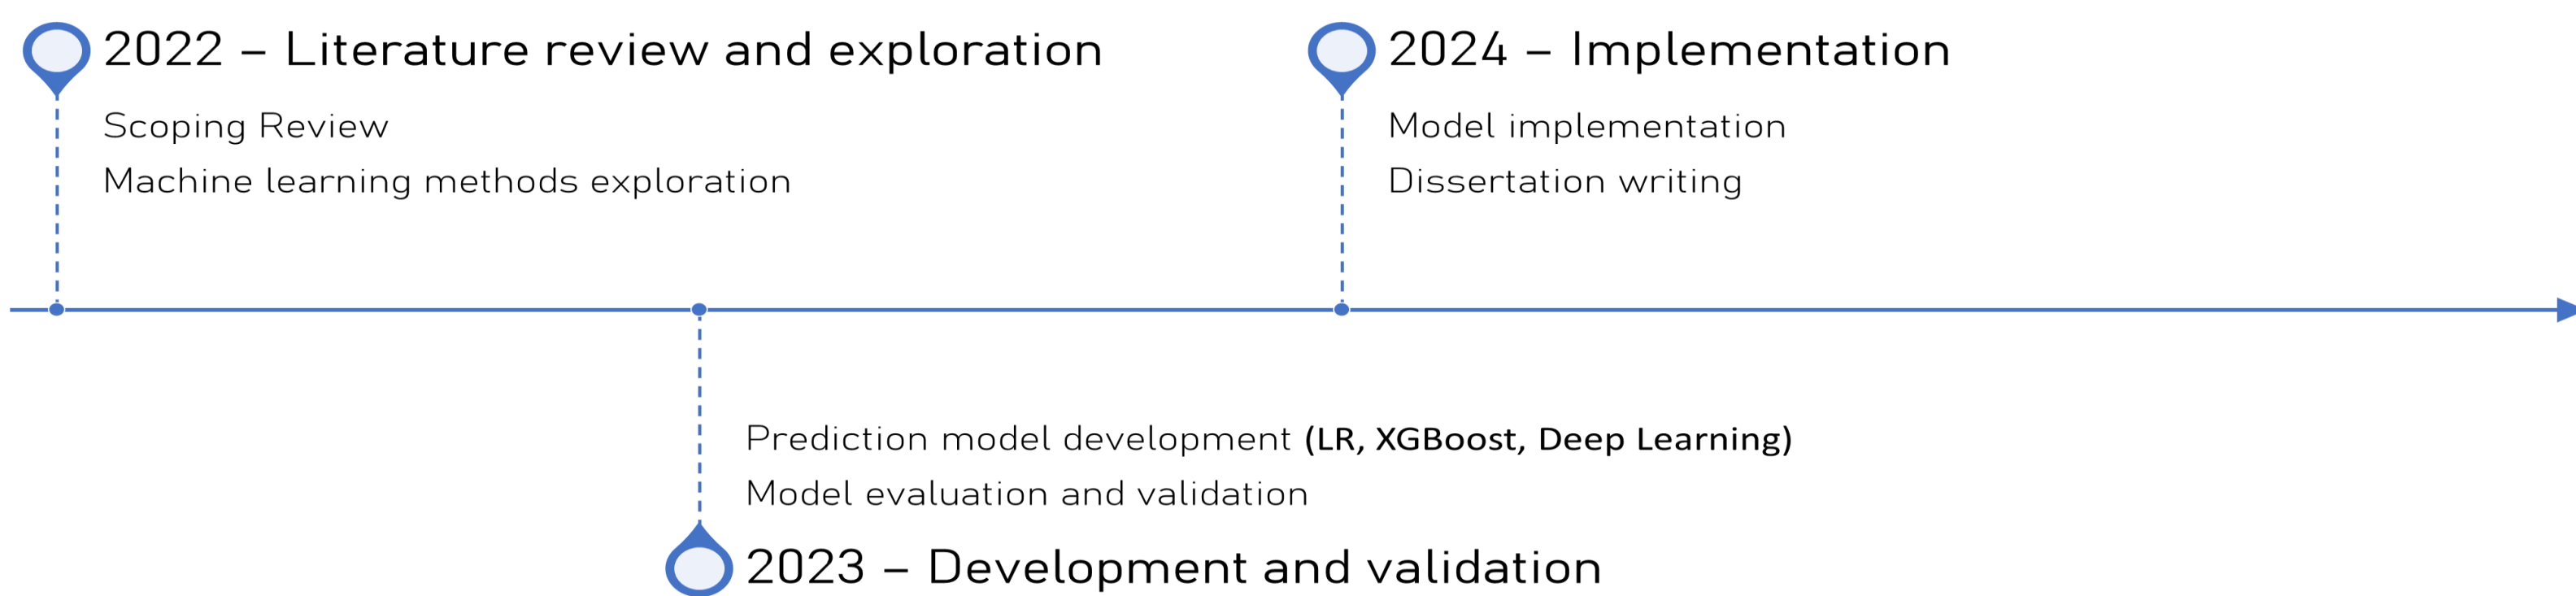 2022 – Literature review and exploration
Scoping Review
Machine learning methods exploration
2024 – Implementation
Model implementation
Dissertation writing
Prediction model development (LR, XGBoost, Deep Learning)
Model evaluation and validation
2023 – Development and validation